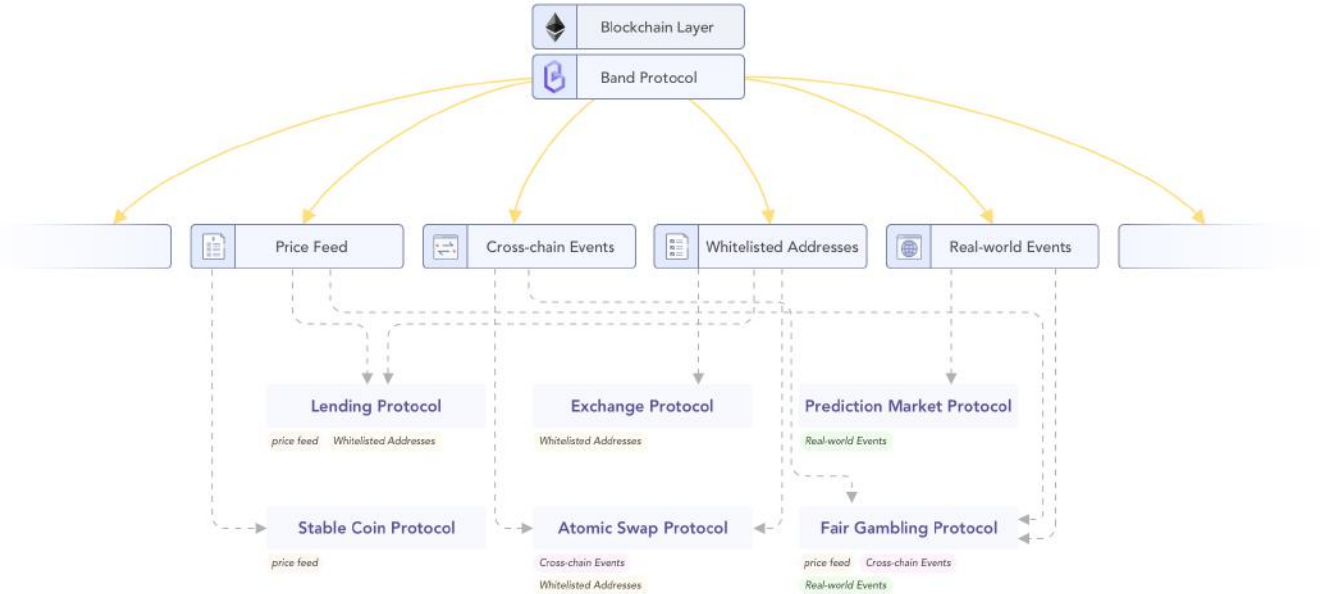 Blockchain Layer
Band Protocol
Price Feed
Cross-chain Events
Whitelisted Addresses
Real-world Events
Lending Protocol
price feed Whitelisted Addresses
Exchange Protocol
Whitelisted Addresses
Prediction Market Protocol
Real-world Events
Stable Coin Protocol
price feed
Atomic Swap Protocol
Cross-chain Events
Whitelisted Addresses
Fair Gambling Protocol
price feed Cross-chain Events
Real-world Events